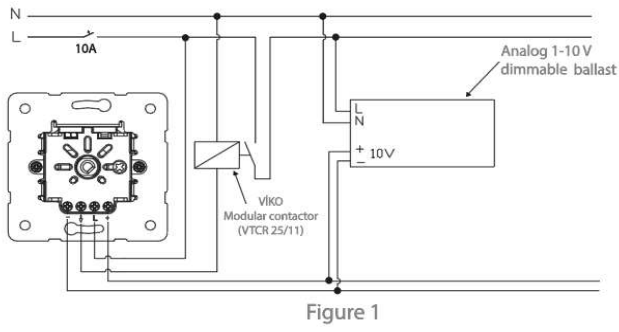 N
L
10A
Analog 1-10 V
dimmable ballast
L
N
+
10V
−
VİKO
Modular contactor
(VTCR 25/11)
− L +
Figure 1